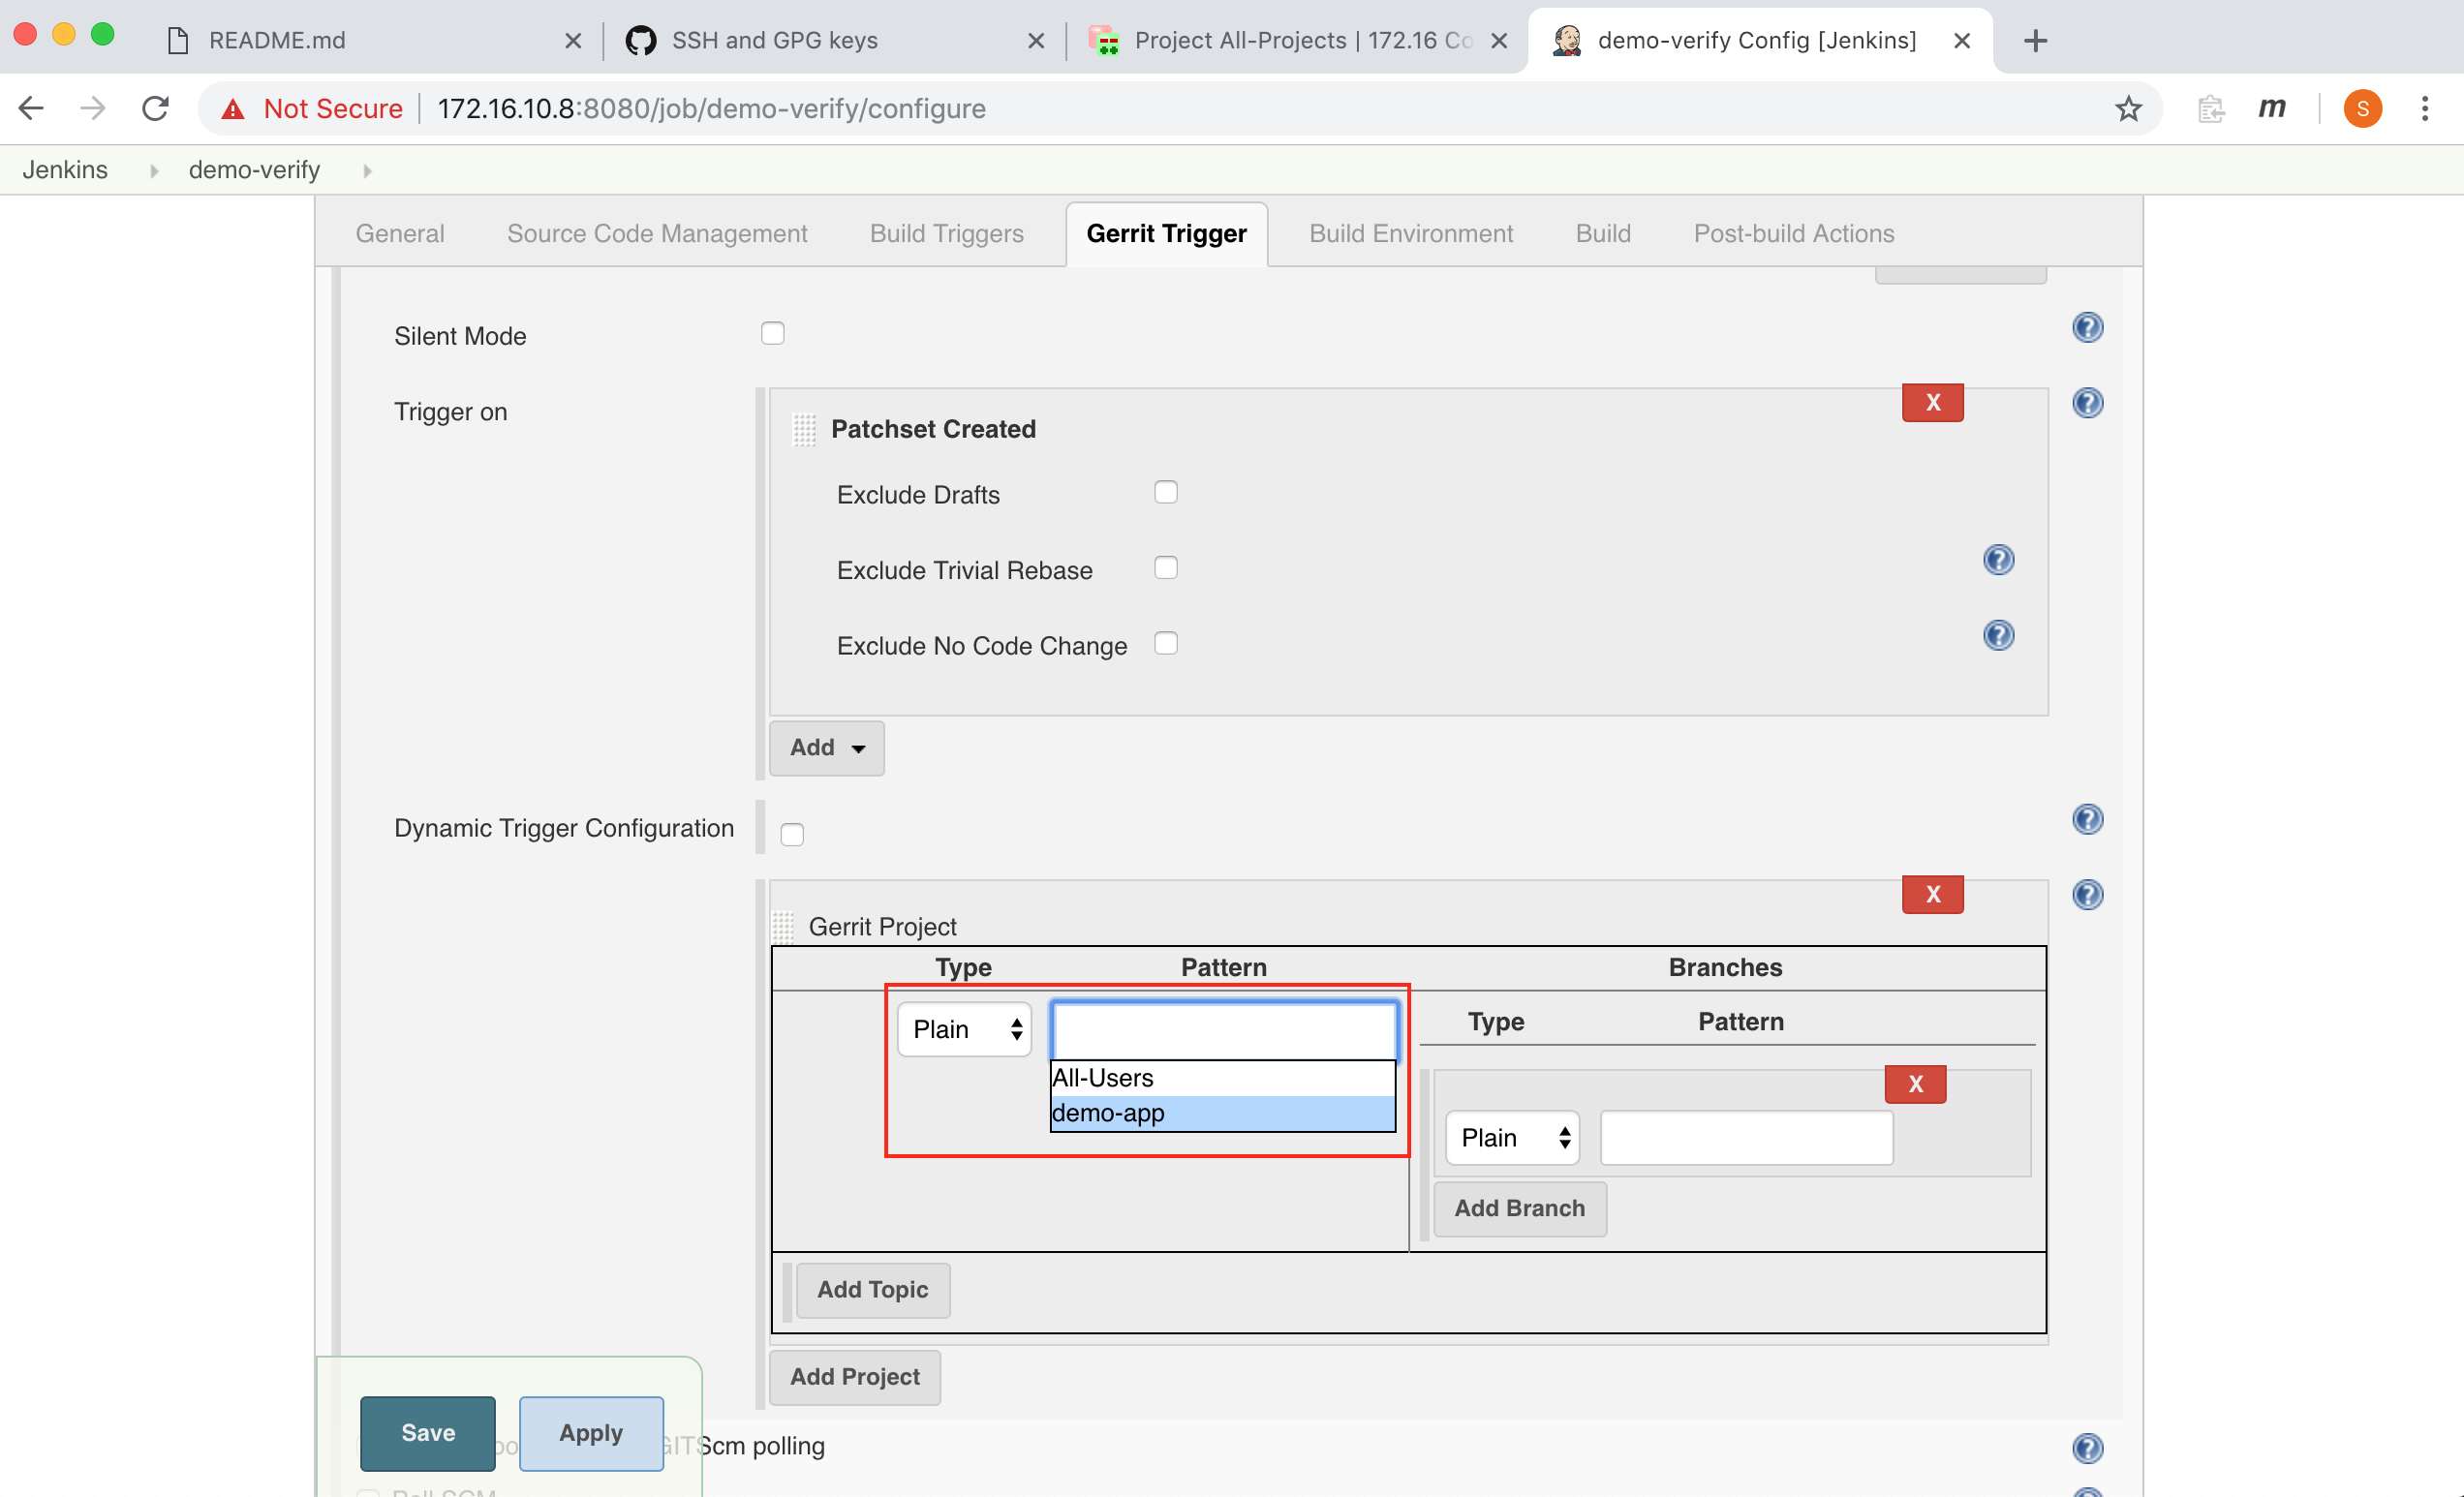 README.md
SSH and GPG keys
Project All-Projects | 172.16 Co
demo-verify Config [Jenkins]
Not Secure
172.16.10.8:8080/job/demo-verify/configure
m
S
Jenkins
demo-verify
General
Source Code Management
Build Triggers
Gerrit Trigger
Build Environment
Build
Post-build Actions
Silent Mode
?
Trigger on
X
?
Patchset Created
Exclude Drafts
Exclude Trivial Rebase
?
Exclude No Code Change
?
Add
Dynamic Trigger Configuration
?
X
?
Gerrit Project
Type
Pattern
Branches
Plain
Type
Pattern
All-Users
demo-app
X
Plain
Add Branch
Add Topic
Add Project
Save
Apply
GITScm polling
?
Poll SCM